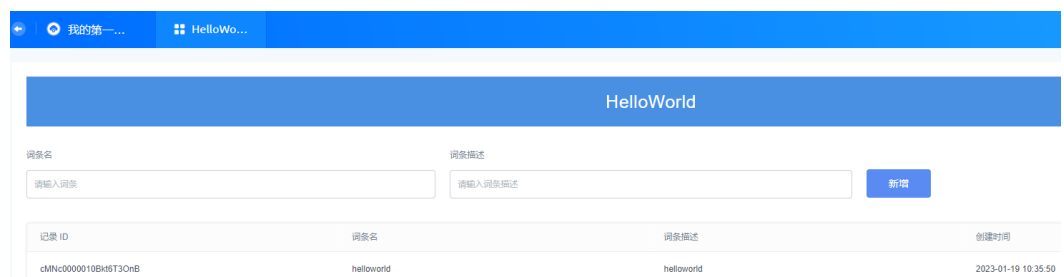 我的第一... HelloWo...
HelloWorld
词条名 词条描述
请输入词条 请输入词条描述 新增
记录 ID 词条名 词条描述 创建时间
cMNc0000010Bkt6T3OnB helloworld helloworld 2023-01-19 10:35:50